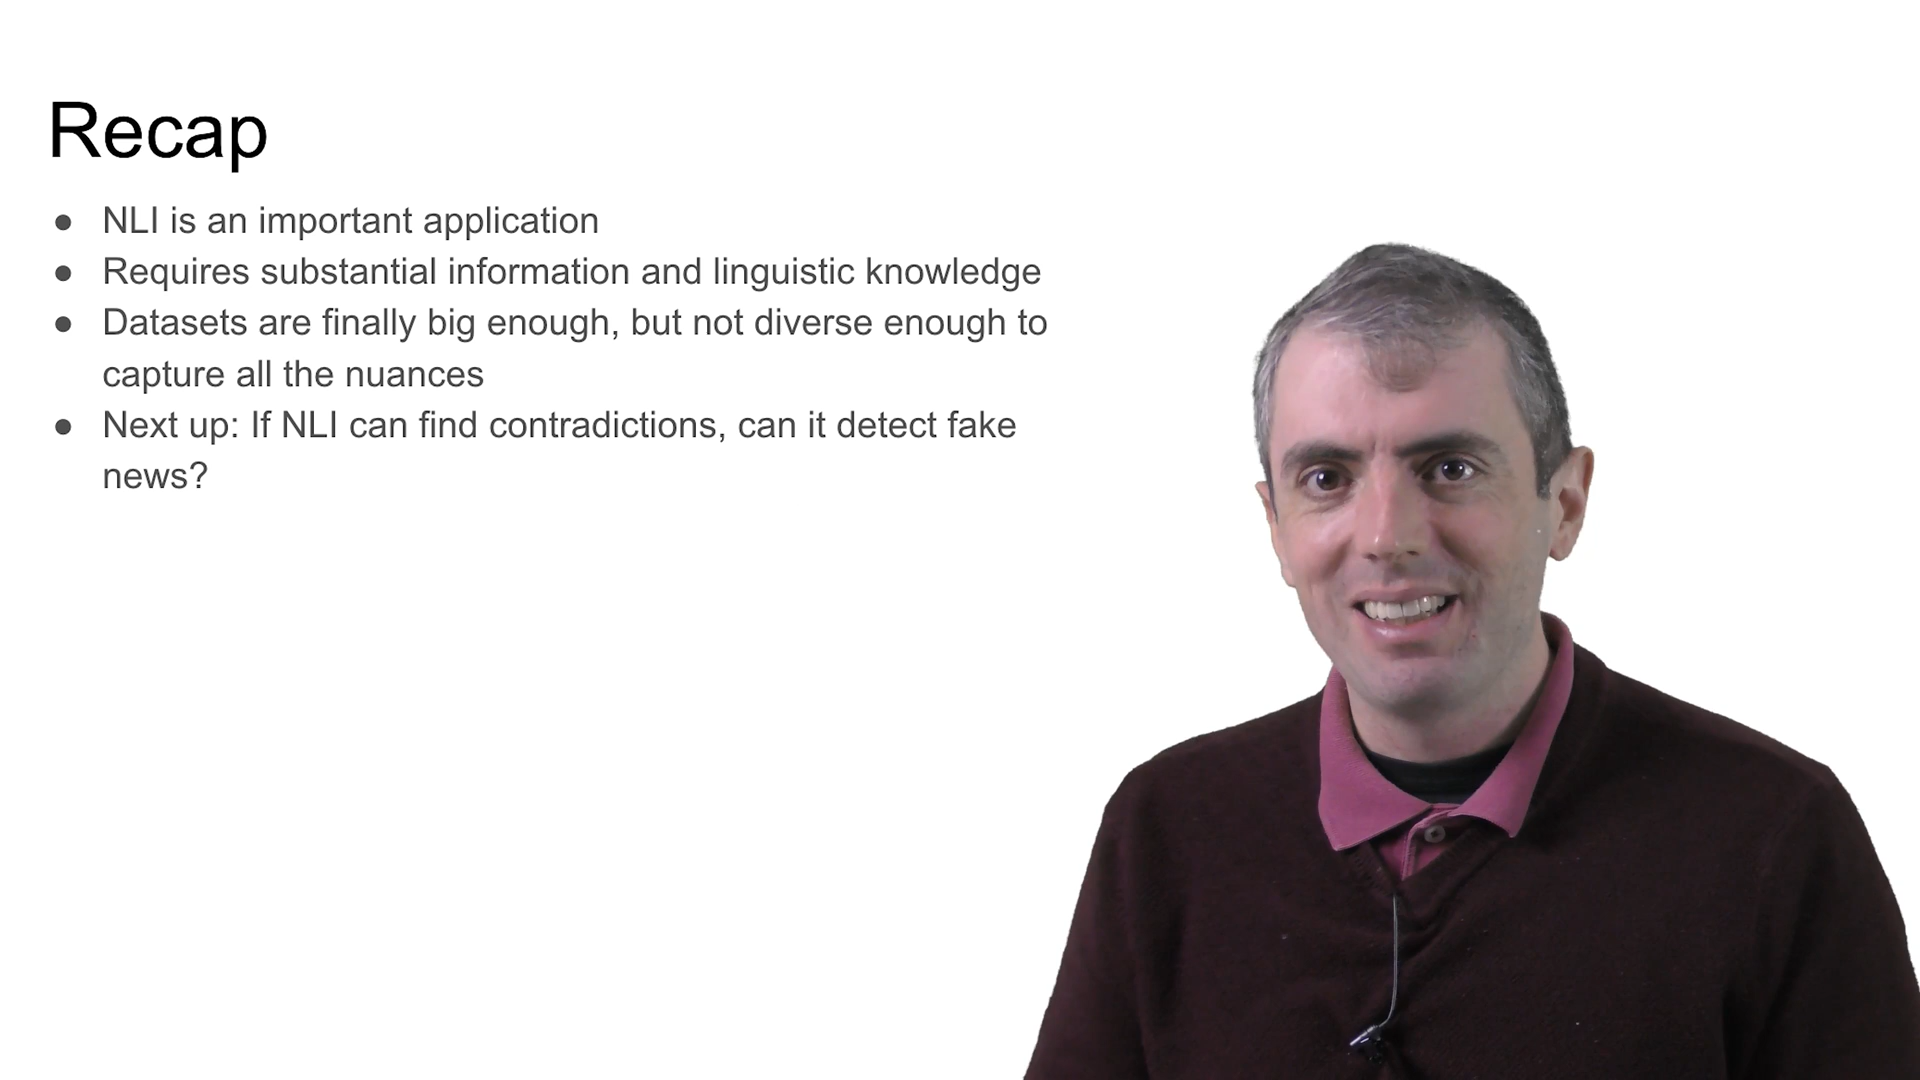 Recap
● NLI is an important application
● Requires substantial information and linguistic knowledge
● Datasets are finally big enough, but not diverse enough to
capture all the nuances
● Next up: If NLI can find contradictions, can it detect fake
news?